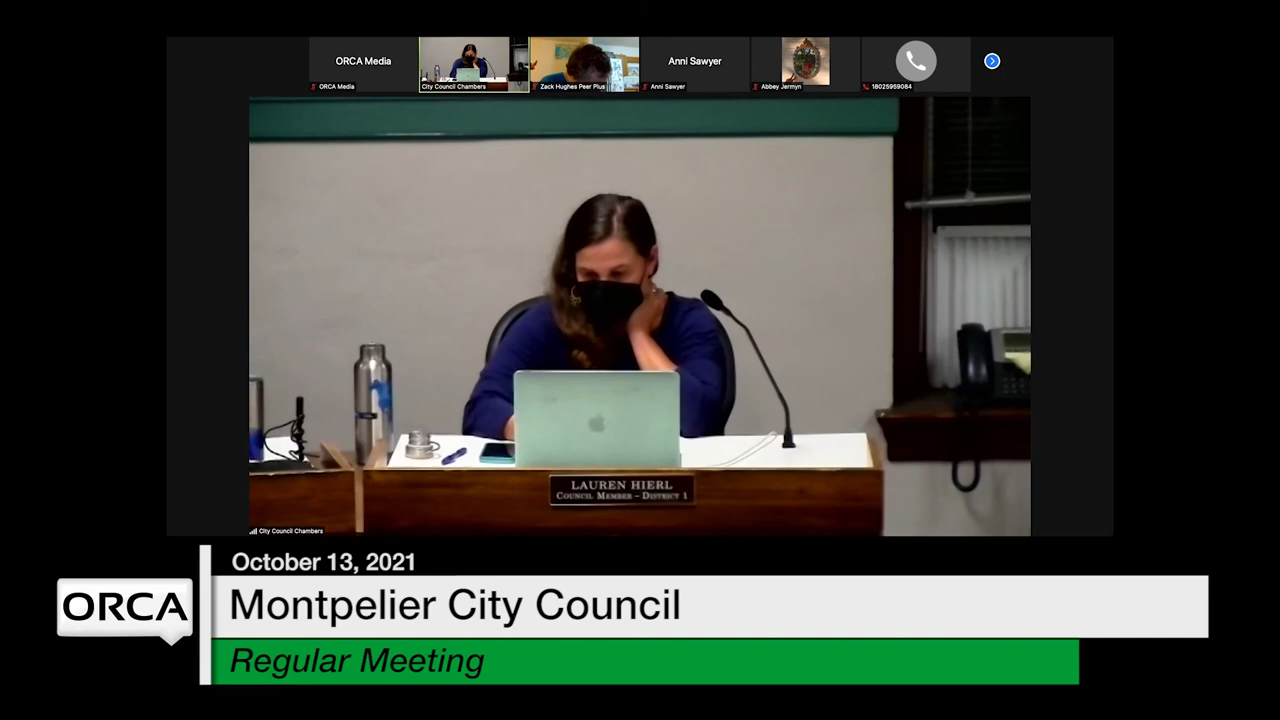 ORCA Media
Anni Sawyer
ORCA Media
City Council Chambers
Zack Hughes Peer Plus
Anni Sawyer
Abbey Jermyn
18025959084
LAUREN HIERL
COUNCIL MEMBER – DISTRICT 1
City Council Chambers
October 13, 2021
ORCA
Montpelier City Council
Regular Meeting